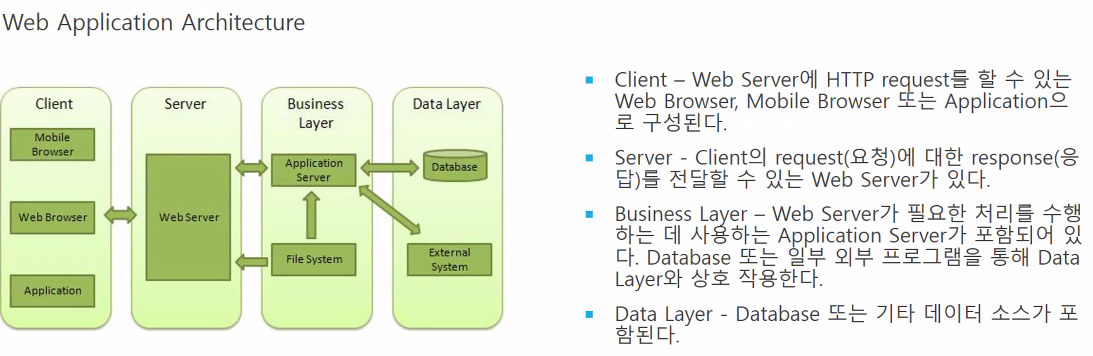 Web Application Architecture
Client
Mobile
Browser
Web Browser
Application
Server
Web Server
Business
Layer
Application
Server
File System
Data Layer
Database
External
System
▪ Client – Web Server에 HTTP request를 할 수 있는
Web Browser, Mobile Browser 또는 Application으
로 구성된다.
▪ Server - Client의 request(요청)에 대한 response(응
답)를 전달할 수 있는 Web Server가 있다.
▪ Business Layer – Web Server가 필요한 처리를 수행
하는 데 사용하는 Application Server가 포함되어 있
다. Database 또는 일부 외부 프로그램을 통해 Data
Layer와 상호 작용한다.
▪ Data Layer - Database 또는 기타 데이터 소스가 포
함된다.